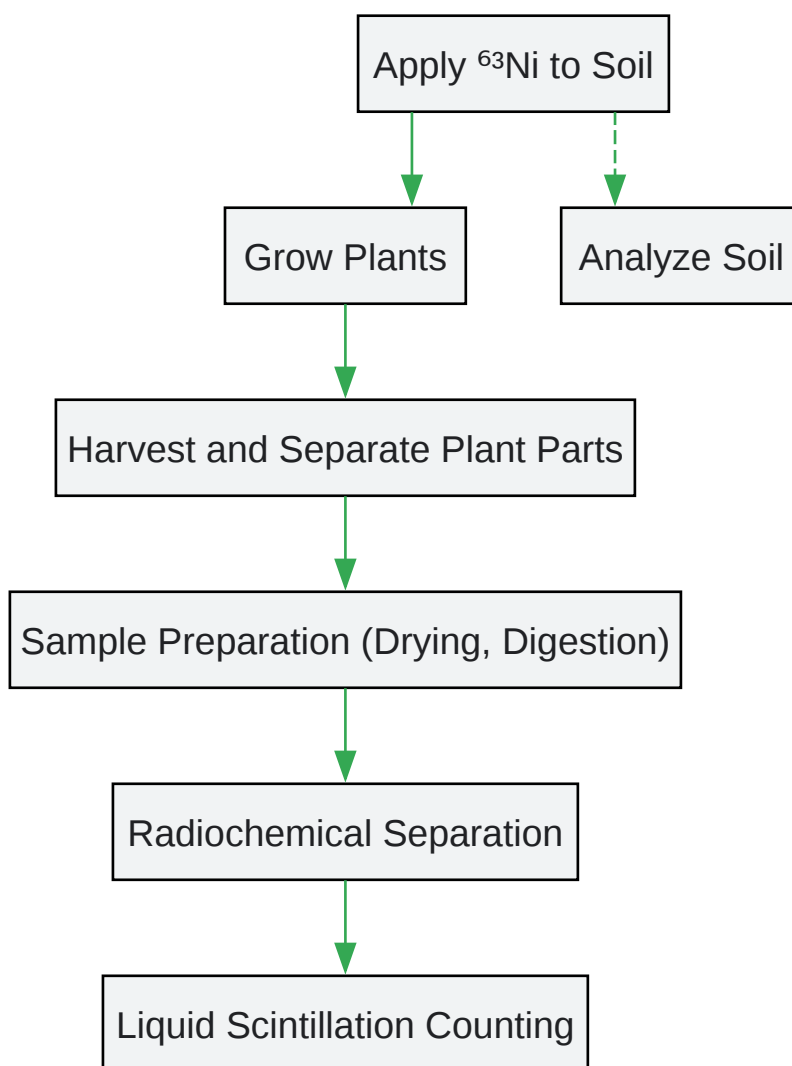 Apply ⁶³Ni to Soil
Grow Plants
Analyze Soil
Harvest and Separate Plant Parts
Sample Preparation (Drying, Digestion)
Radiochemical Separation
Liquid Scintillation Counting